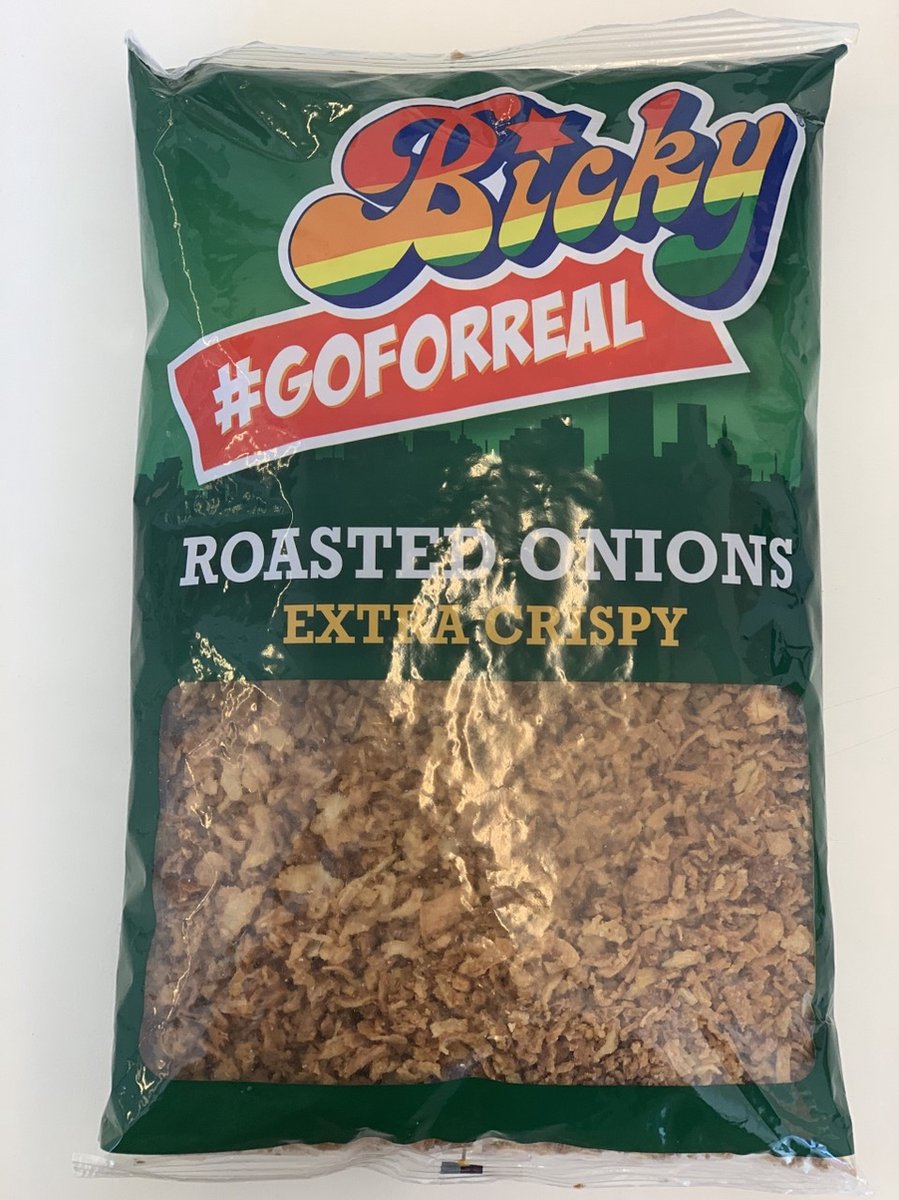 Bicky
#GOFORREAL
ROASTED ONIONS
EXTRA CRISPY